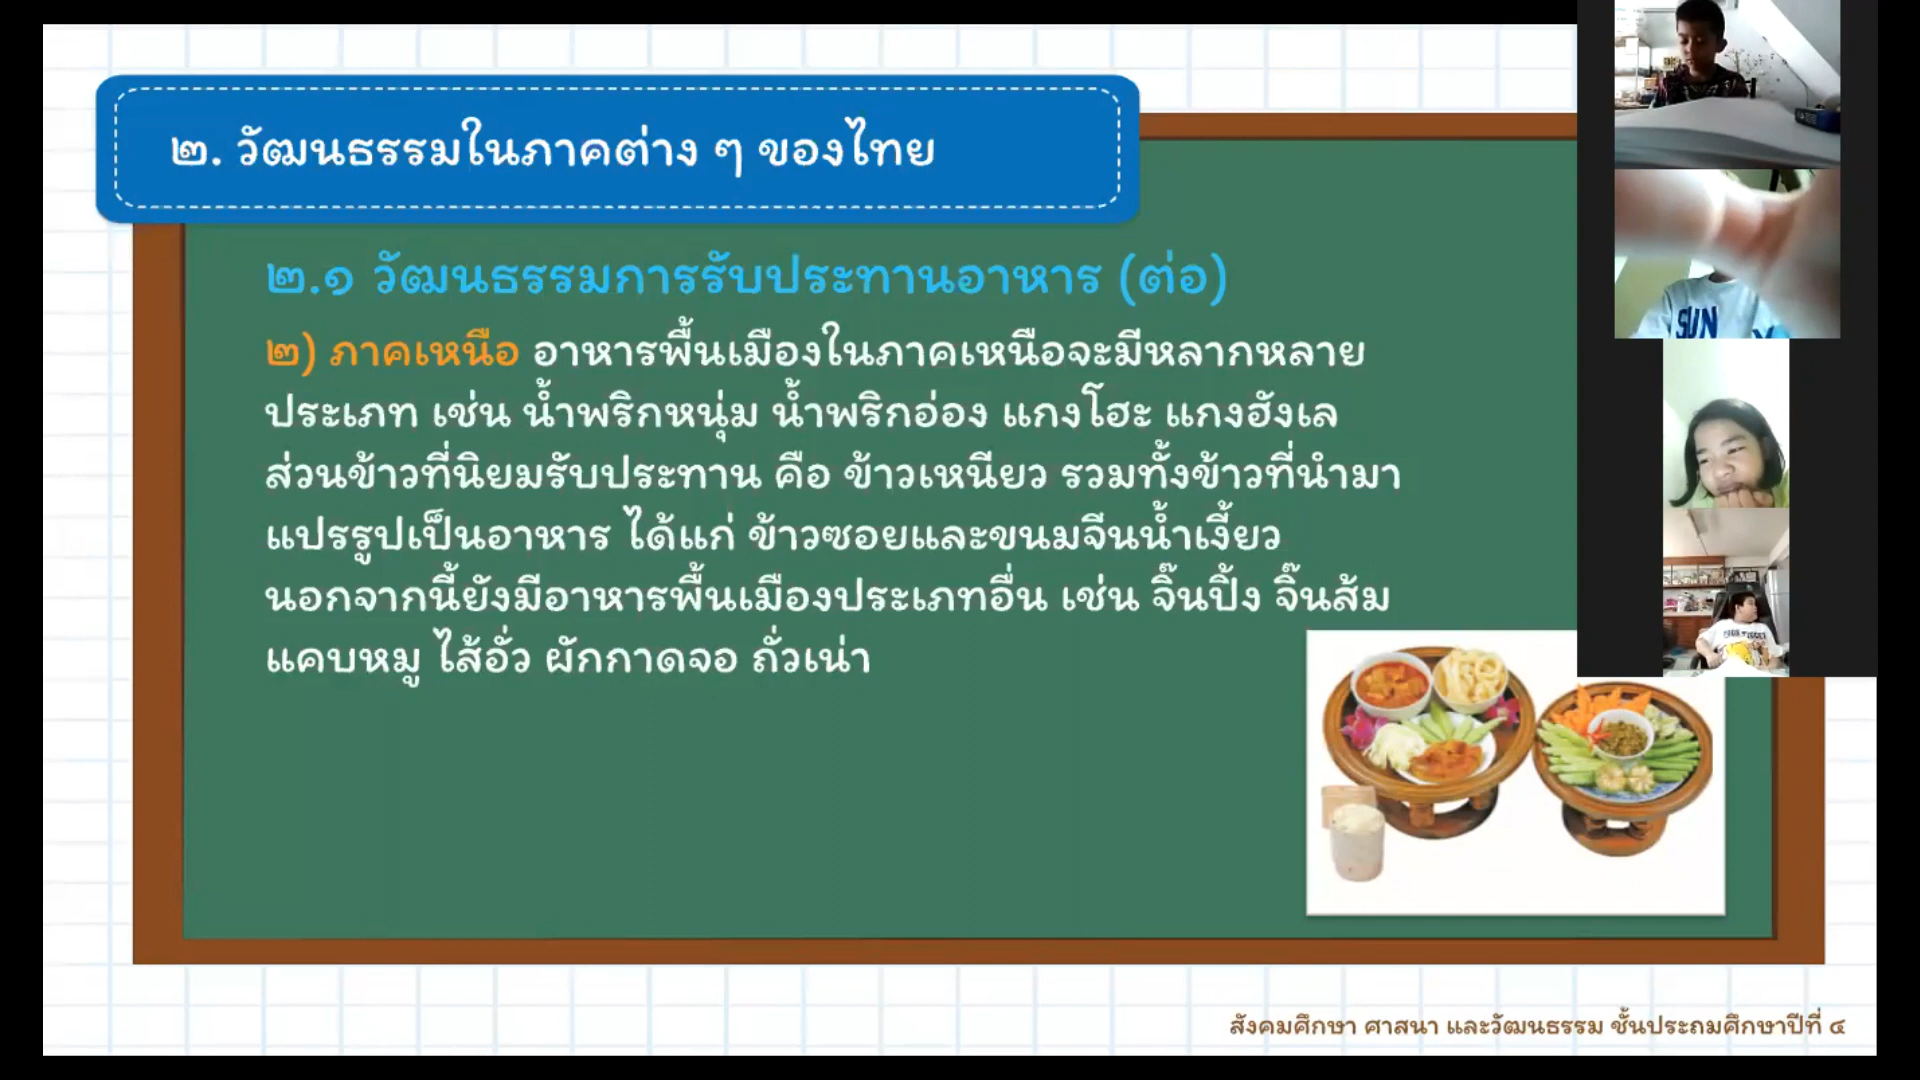 ๒. วัฒนธรรมในภาคต่าง ๆ ของไทย
๒.๑ วัฒนธรรมการรับประทานอาหาร (ต่อ)
๒) ภาคเหนือ อาหารพื้นเมืองในภาคเหนือจะมีหลากหลาย
ประเภท เช่น น้ำพริกหนุ่ม น้ำพริกอ่อง แกงโฮะ แกงฮังเล
ส่วนข้าวที่นิยมรับประทาน คือ ข้าวเหนียว รวมทั้งข้าวที่นำมา
แปรรูปเป็นอาหาร ได้แก่ ข้าวซอยและขนมจีนน้ำเงี้ยว
นอกจากนี้ยังมีอาหารพื้นเมืองประเภทอื่น เช่น จิ๊นปิ้ง จิ๊นส้ม
แคบหมู ไส้อั่ว ผักกาดจอ ถั่วเน่า
SUN
สังคมศึกษา ศาสนา และวัฒนธรรม ชั้นประถมศึกษาปีที่ ๔